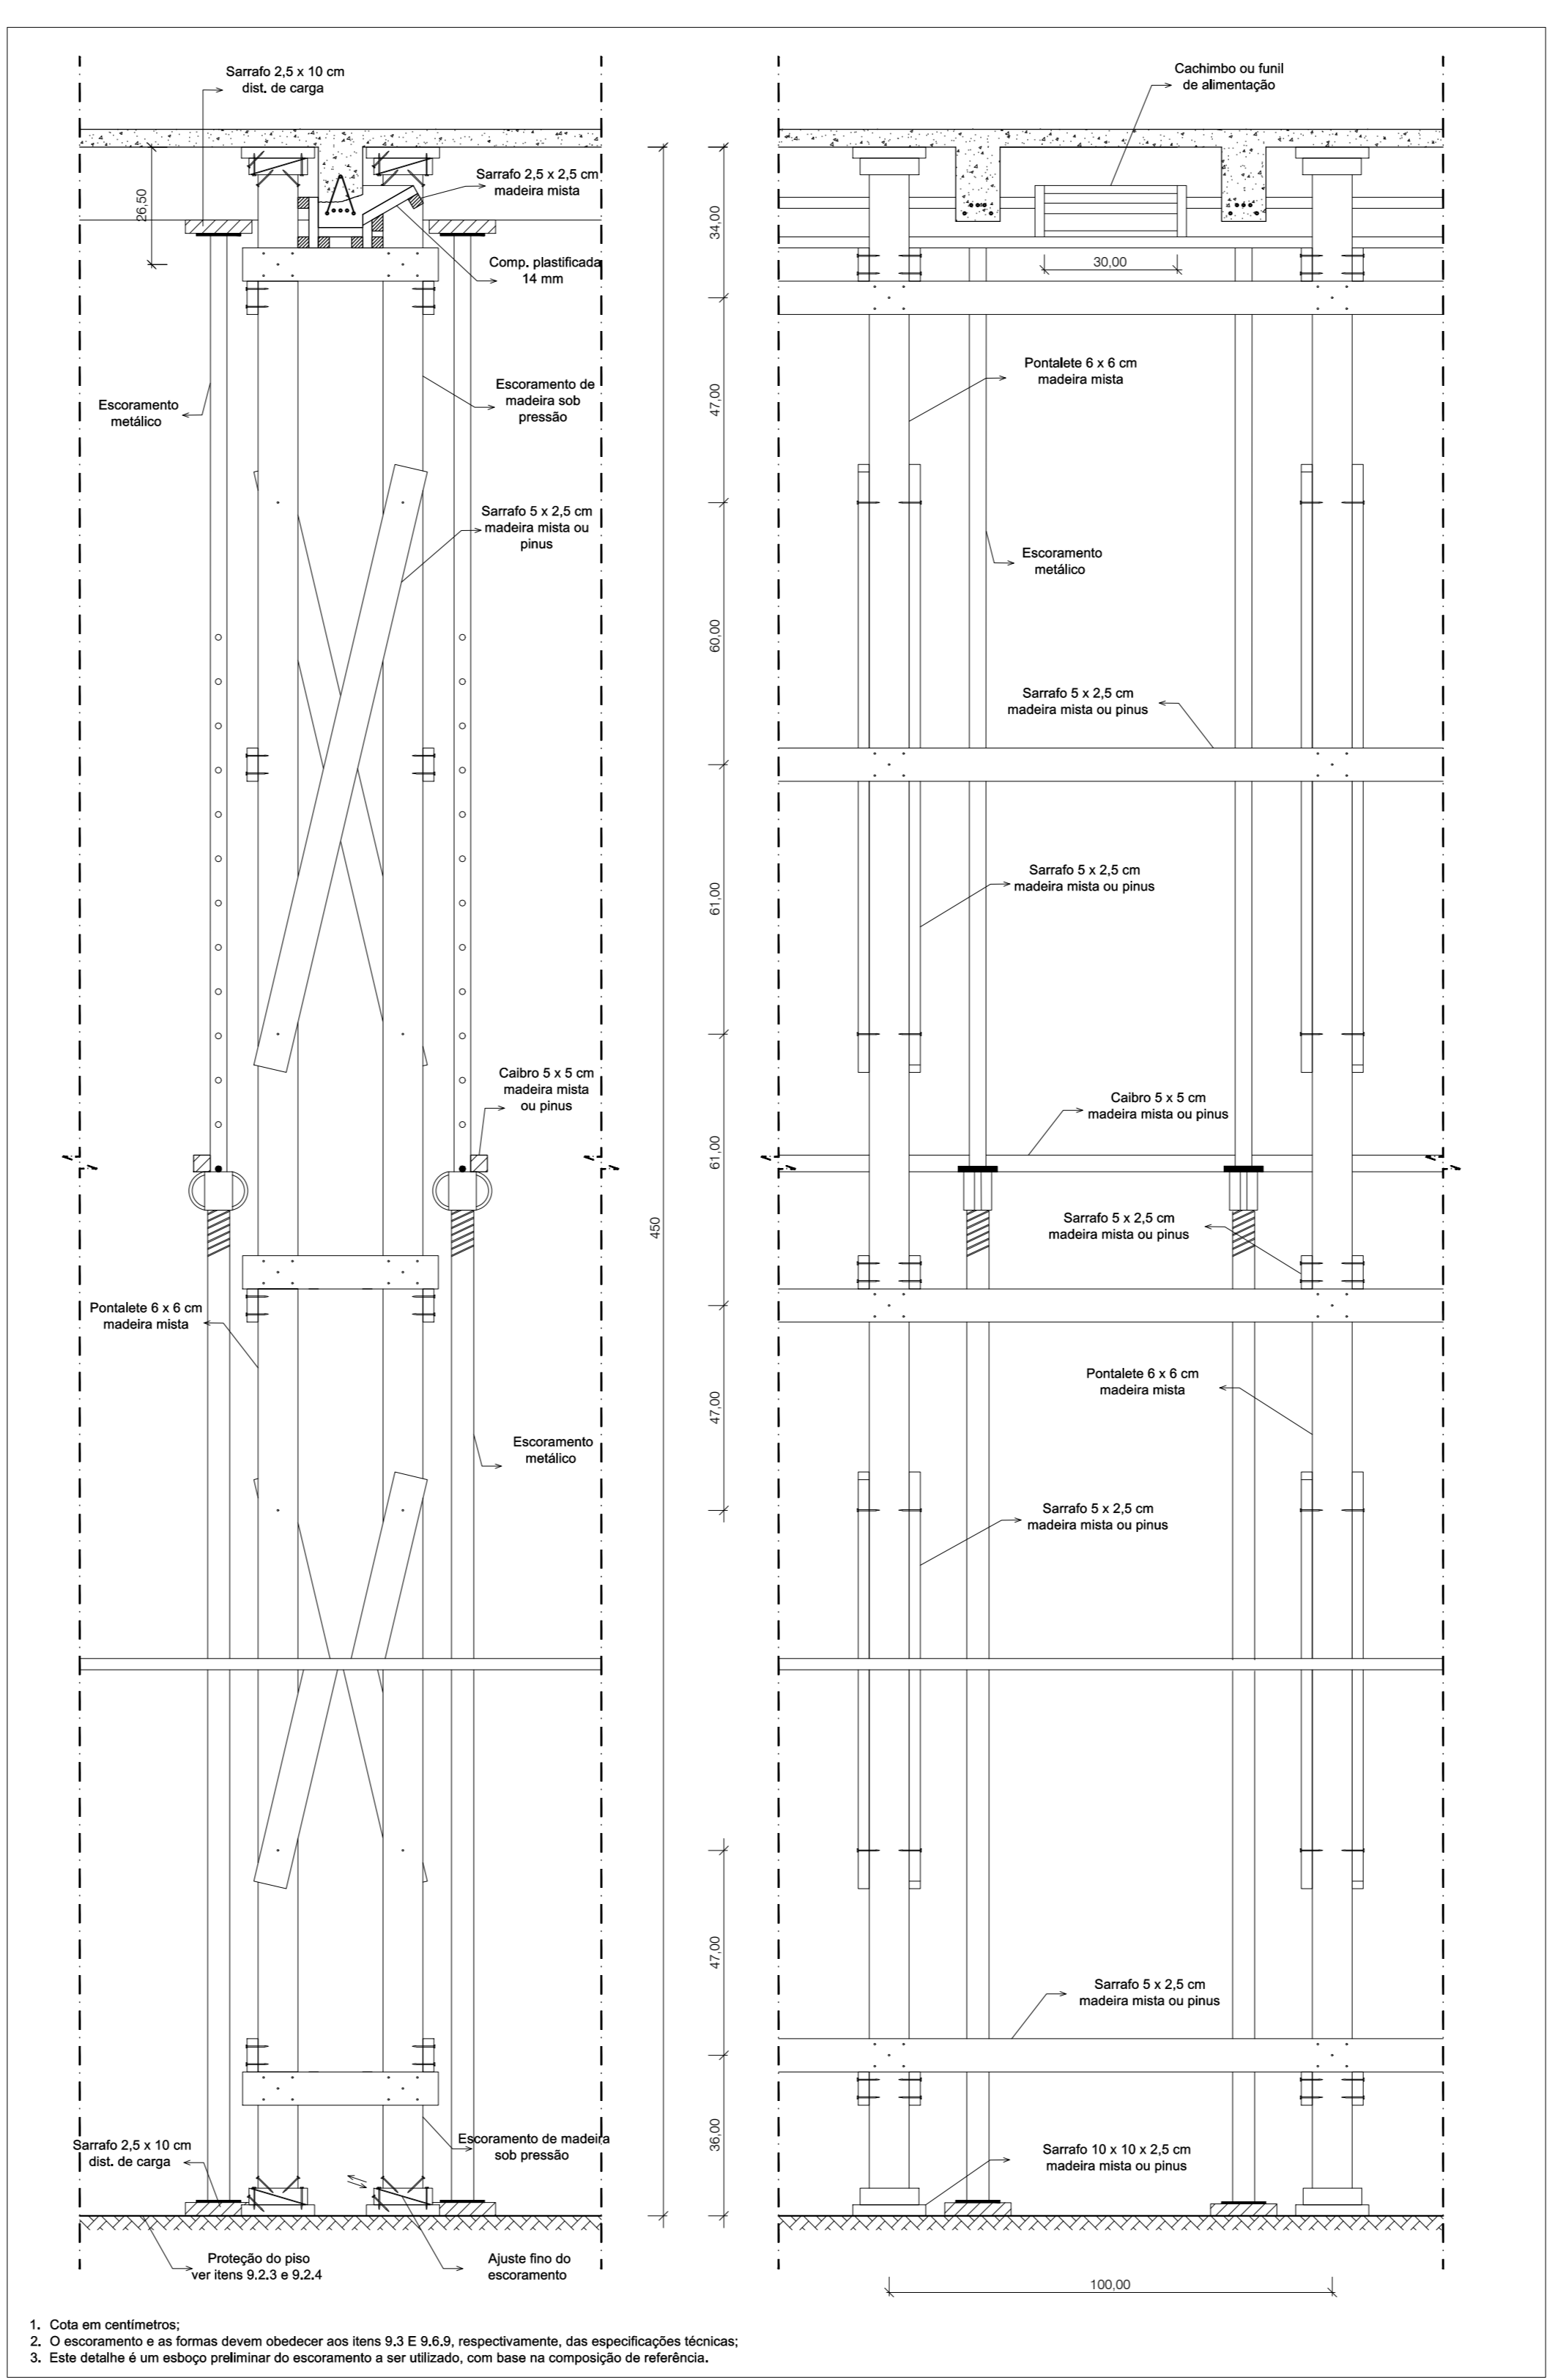 Sarrafo 2,5 x 10 cm
dist. de carga
Cachimbo ou funil
de alimentação
Sarrafo 2,5 x 2,5 cm
madeira mista
26,50
34,00
Comp. plastificada
14 mm
30,00
Escoramento
metálico
Escoramento de
madeira sob
pressão
Pontalete 6 x 6 cm
madeira mista
47,00
Sarrafo 5 x 2,5 cm
madeira mista ou
pinus
Escoramento
metálico
60,00
Sarrafo 5 x 2,5 cm
madeira mista ou pinus
61,00
Sarrafo 5 x 2,5 cm
madeira mista ou pinus
Caibro 5 x 5 cm
madeira mista
ou pinus
Caibro 5 x 5 cm
madeira mista ou pinus
61,00
450
Sarrafo 5 x 2,5 cm
madeira mista ou pinus
Pontalete 6 x 6 cm
madeira mista
47,00
Pontalete 6 x 6 cm
madeira mista
Escoramento
metálico
Sarrafo 5 x 2,5 cm
madeira mista ou pinus
47,00
Sarrafo 5 x 2,5 cm
madeira mista ou pinus
36,00
Sarrafo 2,5 x 10 cm
dist. de carga
Escoramento de madeira
sob pressão
Sarrafo 10 x 10 x 2,5 cm
madeira mista ou pinus
Proteção do piso
ver itens 9.2.3 e 9.2.4
Ajuste fino do
escoramento
100,00
1. Cota em centímetros;
2. O escoramento e as formas devem obedecer aos itens 9.3 E 9.6.9, respectivamente, das especificações técnicas;
3. Este detalhe é um esboço preliminar do escoramento a ser utilizado, com base na composição de referência.